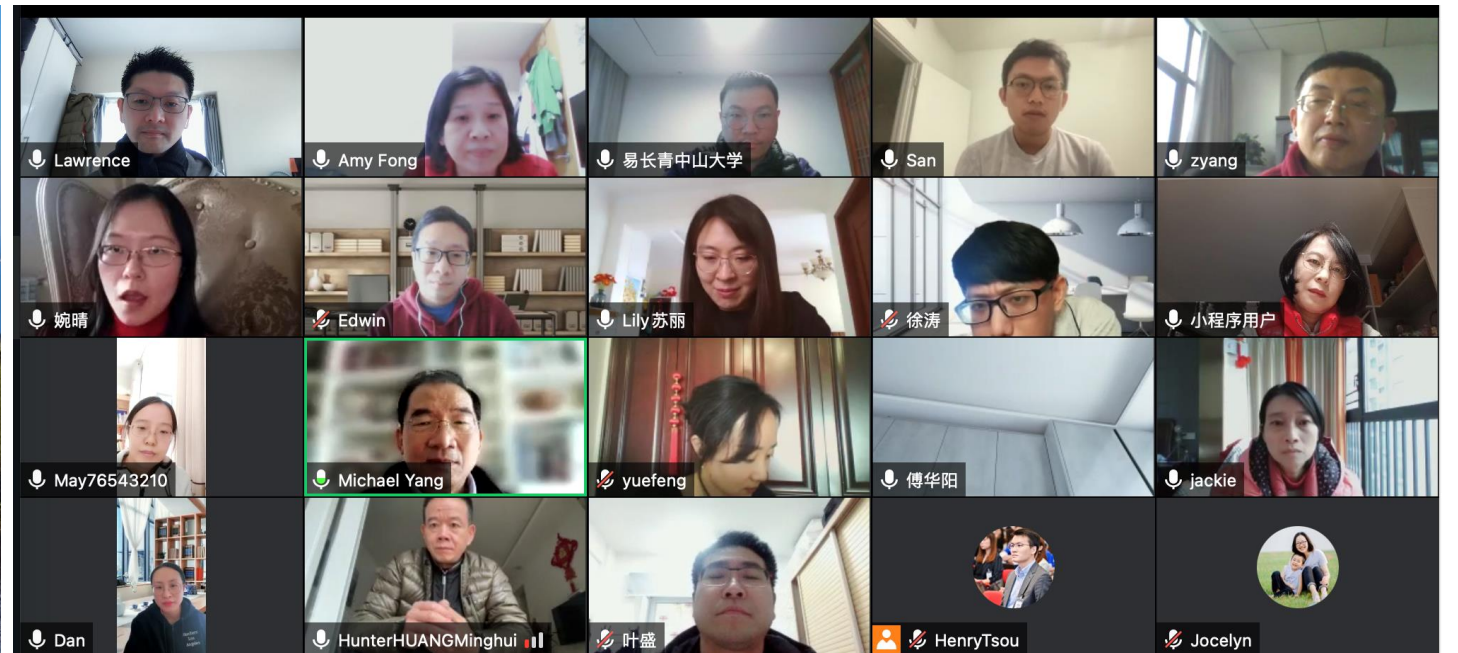 Lawrence
Amy Fong
易长青中山大学
San
zyang
婉晴
Edwin
Lily苏丽
徐涛
小程序用户
May76543210
Michael Yang
yuefeng
傅华阳
jackie
Dan
HunterHUANGMinghui
叶盛
HenryTsou
Jocelyn